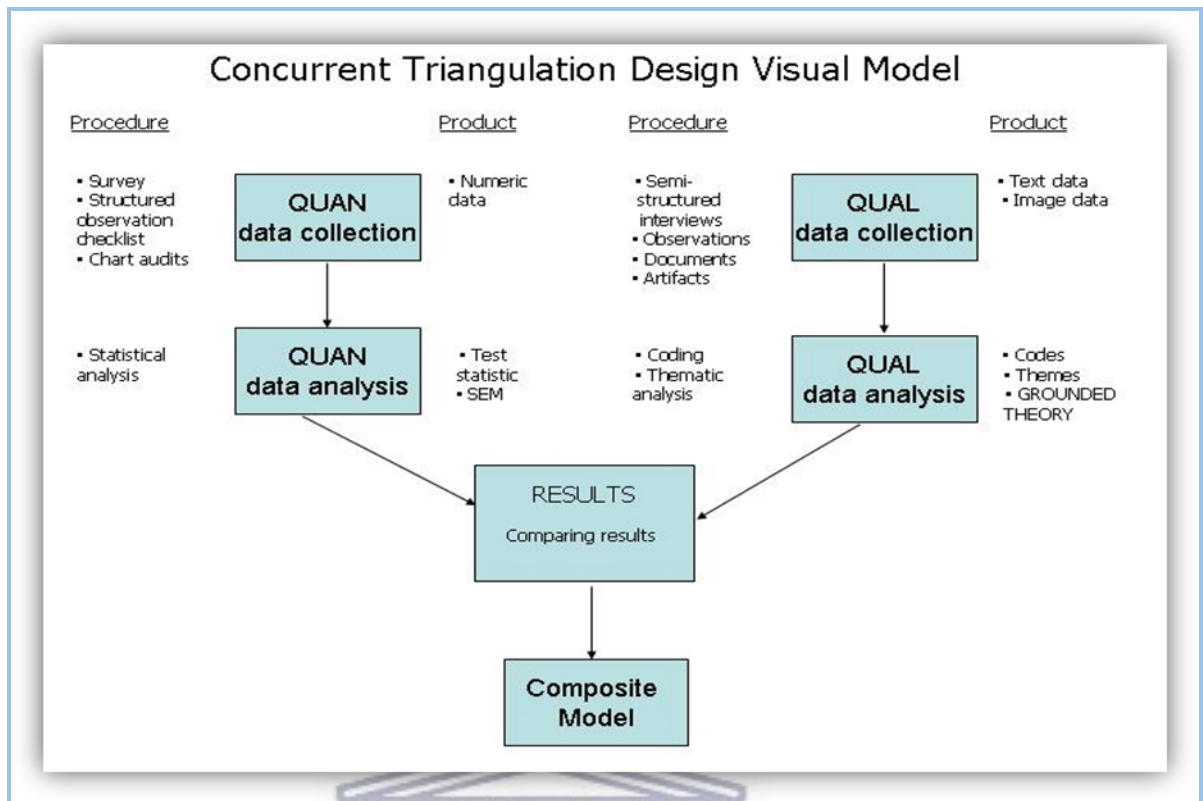 Concurrent Triangulation Design Visual Model
Procedure
Product
Procedure
Product
▪ Survey
▪ Structured
observation
checklist
▪ Chart audits
QUAN
data collection
▪ Numeric
data
▪ Semi-
structured
interviews
▪ Observations
▪ Documents
▪ Artifacts
QUAL
data collection
▪ Text data
▪ Image data
▪ Statistical
analysis
QUAN
data analysis
▪ Test
statistic
▪ SEM
▪ Coding
▪ Thematic
analysis
QUAL
data analysis
▪ Codes
▪ Themes
▪ GROUNDED
THEORY
RESULTS
Comparing results
Composite
Model